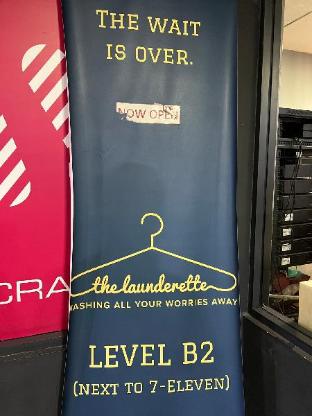 THE WAIT
IS OVER.
NOW OPEN
the launderette
WASHING ALL YOUR WORRIES AWAY
LEVEL B2
(NEXT TO 7-ELEVEN)
CRA